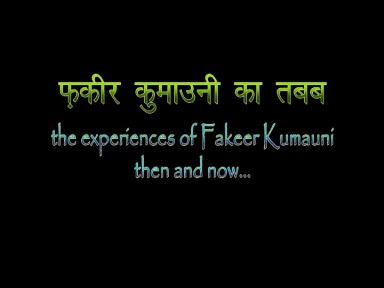 फ़कीर कुमाउनी का तबब
the experiences of Fakeer Kumauni
then and now...